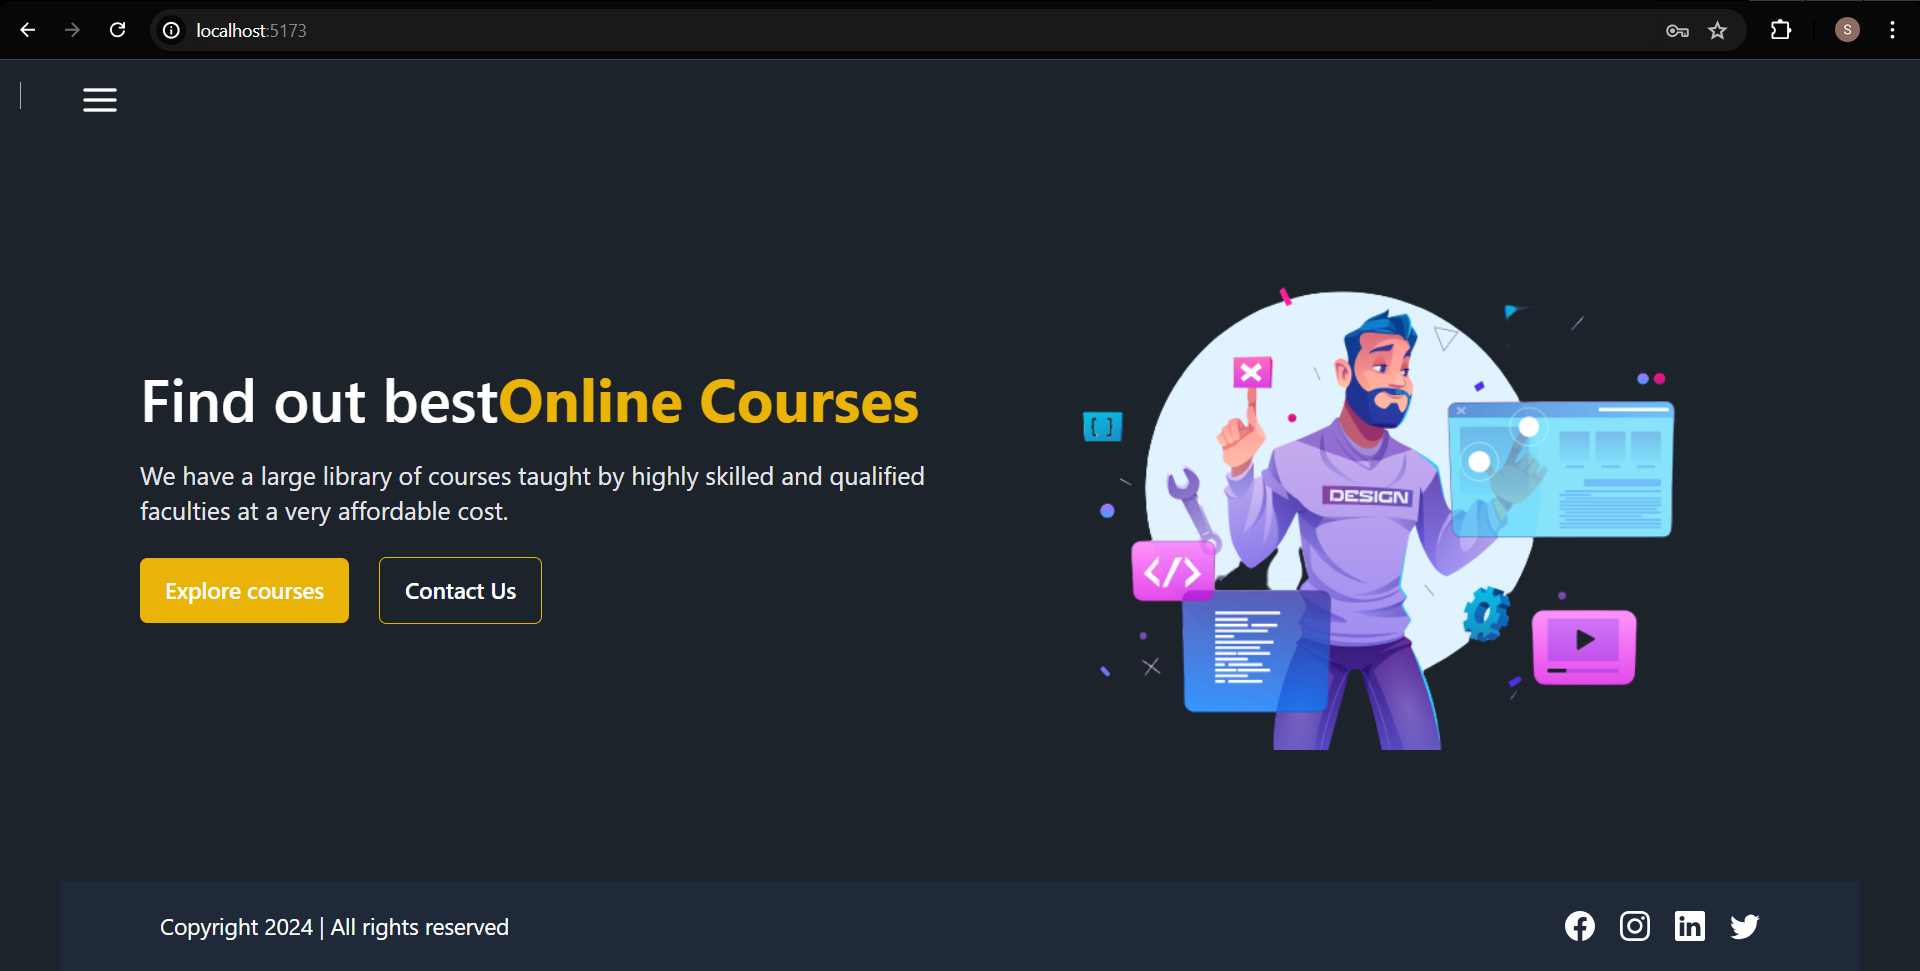 localhost:5173
S
Find out bestOnline Courses
We have a large library of courses taught by highly skilled and qualified
faculties at a very affordable cost.
Explore courses
Contact Us
[ ]
DESIGN
</>
Copyright 2024 | All rights reserved
in